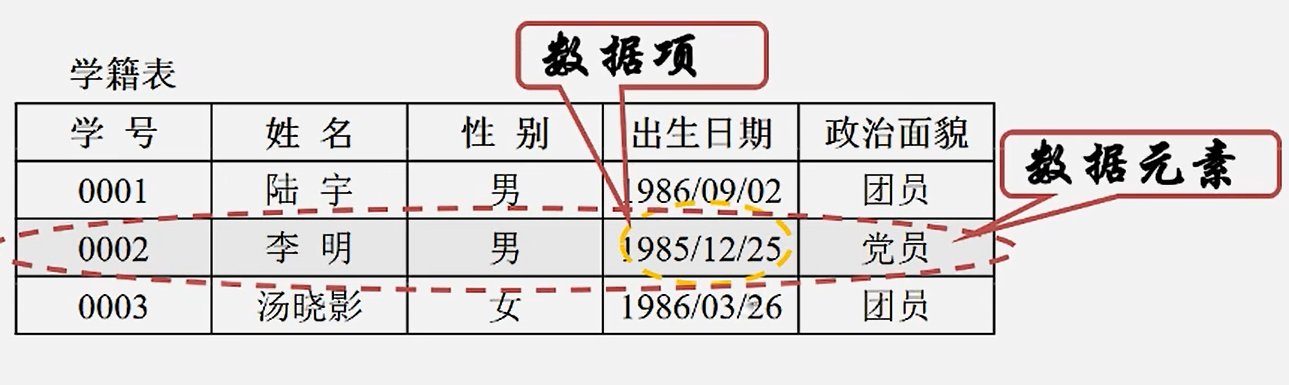 数据项
学籍表
学 号 姓 名 性 别 出生日期 政治面貌
数据元素
0001 陆 宇 男 1986/09/02 团员
0002 李 明 男 1985/12/25 党员
0003 汤晓影 女 1986/03/26 团员